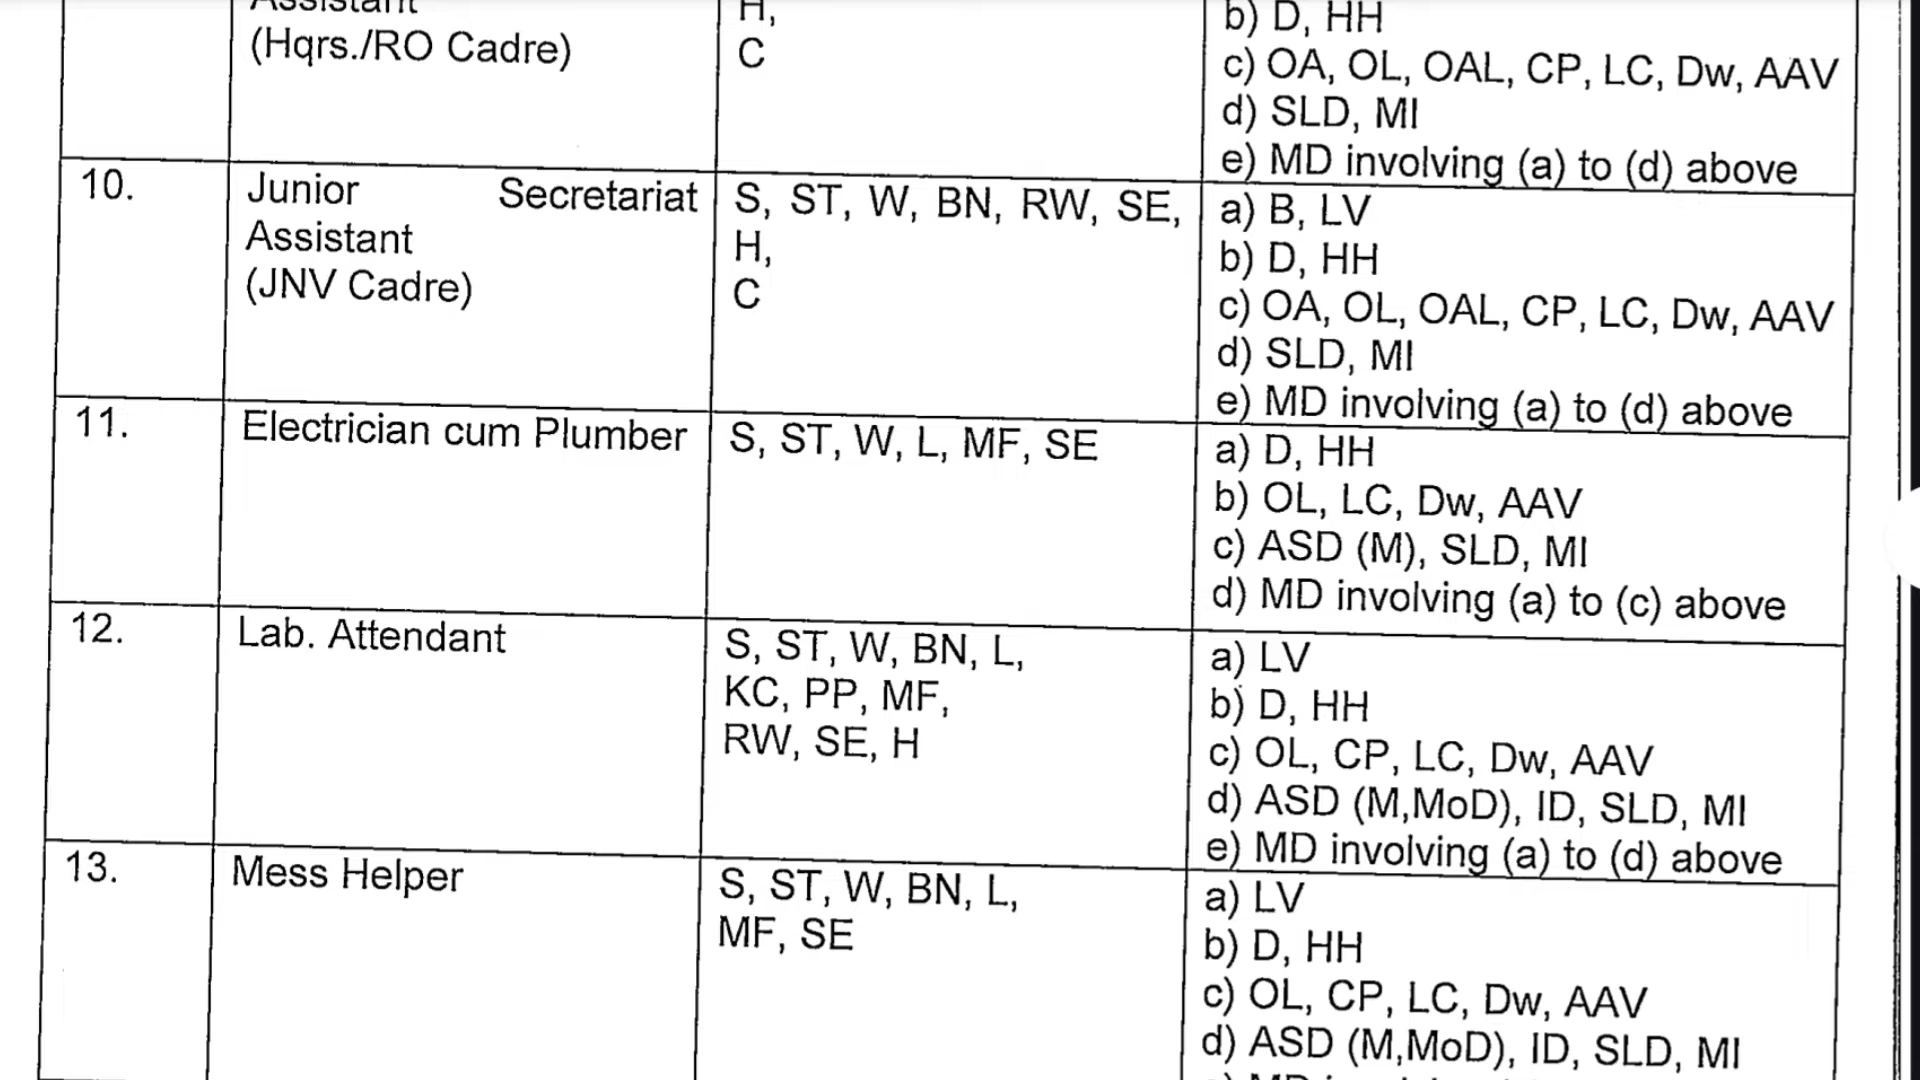 Assistant
(Hqrs./RO Cadre)
H,
C
b) D, HH
c) OA, OL, OAL, CP, LC, Dw, AAV
d) SLD, MI
e) MD involving (a) to (d) above
10.
Junior Secretariat
Assistant
(JNV Cadre)
S, ST, W, BN, RW, SE,
H,
C
a) B, LV
b) D, HH
c) OA, OL, OAL, CP, LC, Dw, AAV
d) SLD, MI
e) MD involving (a) to (d) above
11.
Electrician cum Plumber
S, ST, W, L, MF, SE
a) D, HH
b) OL, LC, Dw, AAV
c) ASD (M), SLD, MI
d) MD involving (a) to (c) above
12.
Lab. Attendant
S, ST, W, BN, L,
KC, PP, MF,
RW, SE, H
a) LV
b) D, HH
c) OL, CP, LC, Dw, AAV
d) ASD (M,MoD), ID, SLD, MI
e) MD involving (a) to (d) above
13.
Mess Helper
S, ST, W, BN, L,
MF, SE
a) LV
b) D, HH
c) OL, CP, LC, Dw, AAV
d) ASD (M,MoD), ID, SLD, MI